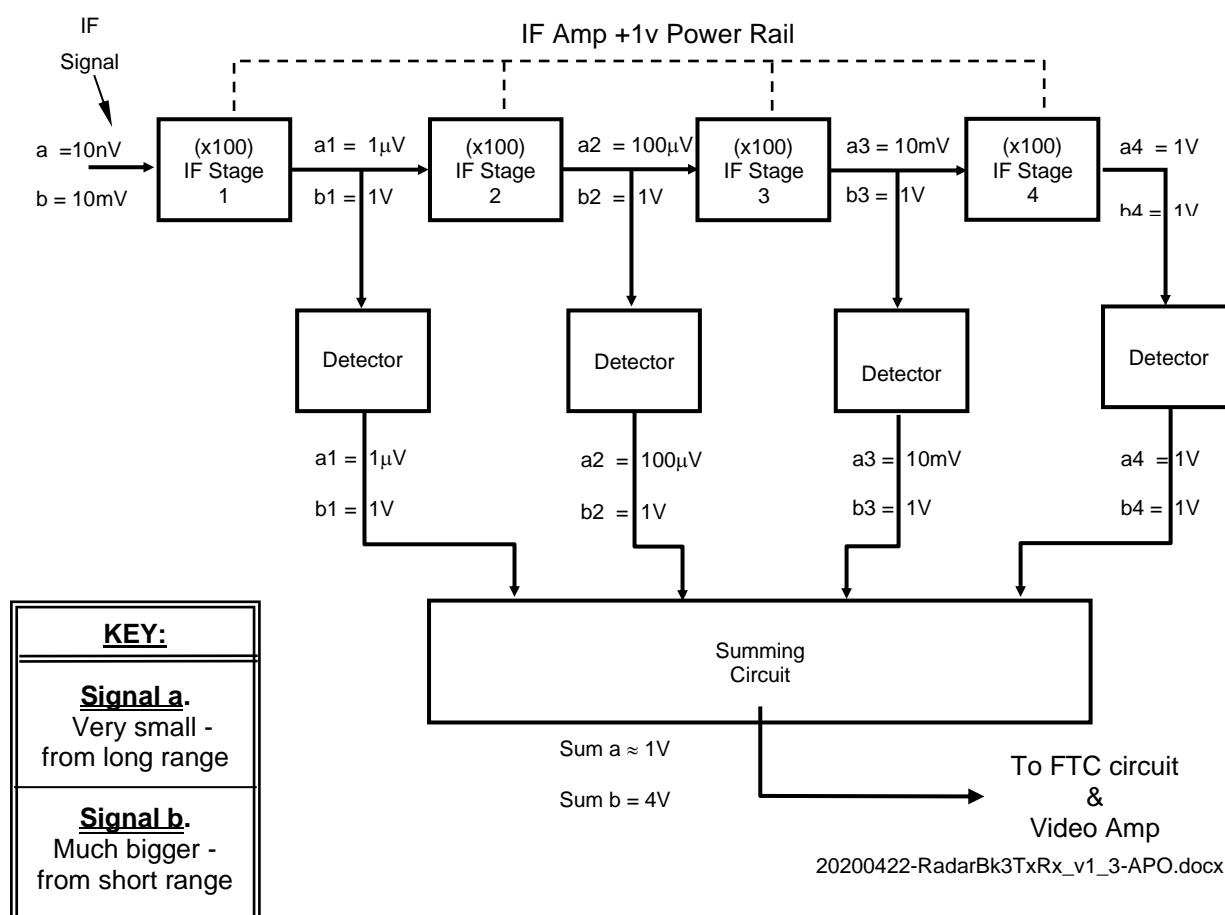 IF
Signal
IF Amp +1v Power Rail
a =10nV
b = 10mV
(x100)
IF Stage
1
a1 = 1μV
b1 = 1V
(x100)
IF Stage
2
a2 = 100μV
b2 = 1V
(x100)
IF Stage
3
a3 = 10mV
b3 = 1V
(x100)
IF Stage
4
a4 = 1V
b4 = 1V
Detector
Detector
Detector
Detector
a1 = 1μV
b1 = 1V
a2 = 100μV
b2 = 1V
a3 = 10mV
b3 = 1V
a4 = 1V
b4 = 1V
Summing
Circuit
Sum a ≈ 1V
Sum b = 4V
To FTC circuit
&
Video Amp
20200422-RadarBk3TxRx_v1_3-APO.docx
KEY:
Signal a.
Very small -
from long range
Signal b.
Much bigger -
from short range